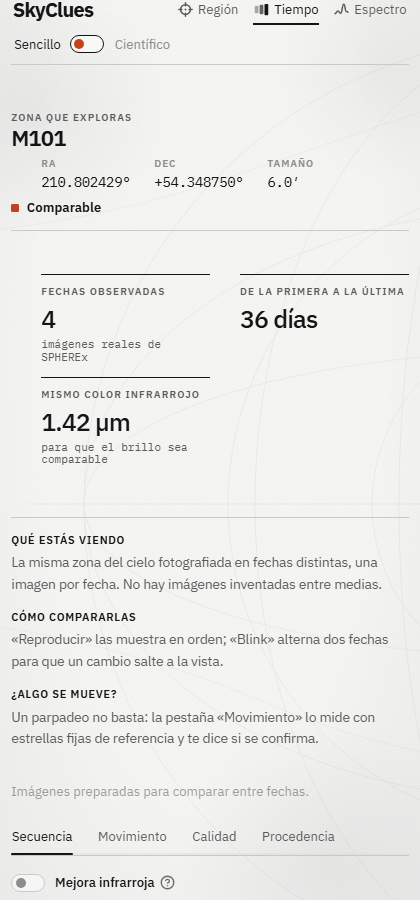 SkyClues
Región
Tiempo
Espectro
Sencillo
Científico
ZONA QUE EXPLORAS
M101
RA
DEC
TAMAÑO
210.802429°
+54.348750°
6.0′
Comparable
FECHAS OBSERVADAS
4
imágenes reales de
SPHEREx
DE LA PRIMERA A LA ÚLTIMA
36 días
MISMO COLOR INFRARROJO
1.42 µm
para que el brillo sea
comparable
QUÉ ESTÁS VIENDO
La misma zona del cielo fotografiada en fechas distintas, una
imagen por fecha. No hay imágenes inventadas entre medias.
CÓMO COMPARARLAS
«Reproducir» las muestra en orden; «Blink» alterna dos fechas
para que un cambio salte a la vista.
¿ALGO SE MUEVE?
Un parpadeo no basta: la pestaña «Movimiento» lo mide con
estrellas fijas de referencia y te dice si se confirma.
Imágenes preparadas para comparar entre fechas.
Secuencia
Movimiento
Calidad
Procedencia
Mejora infrarroja
?